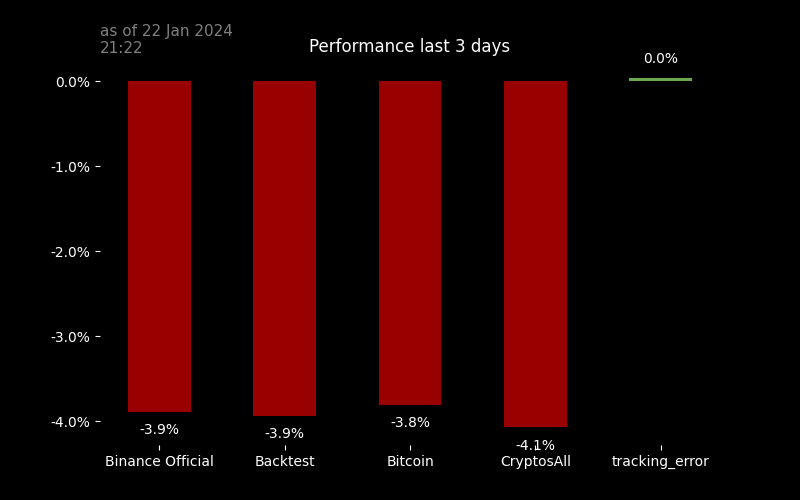 as of 22 Jan 2024
21:22
Performance last 3 days
0.0%
0.0%
-1.0%
-2.0%
-3.0%
-4.0%
-3.9%
-3.9%
-3.8%
-4.1%
Binance Official
Backtest
Bitcoin
CryptosAll
tracking_error